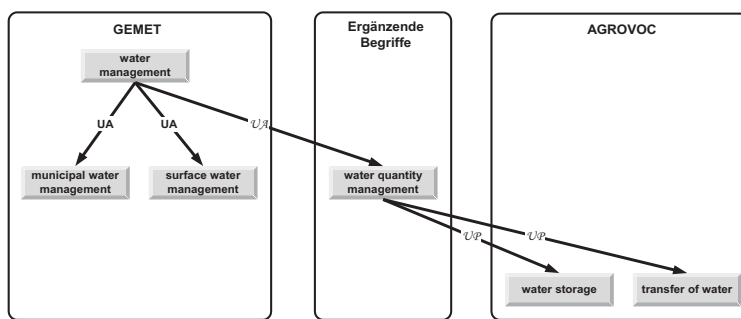 GEMET
Ergänzende
Begriffe
AGROVOC
water
management
UA
UA
UA
municipal water
management
surface water
management
water quantity
management
UP
UP
water storage
transfer of water